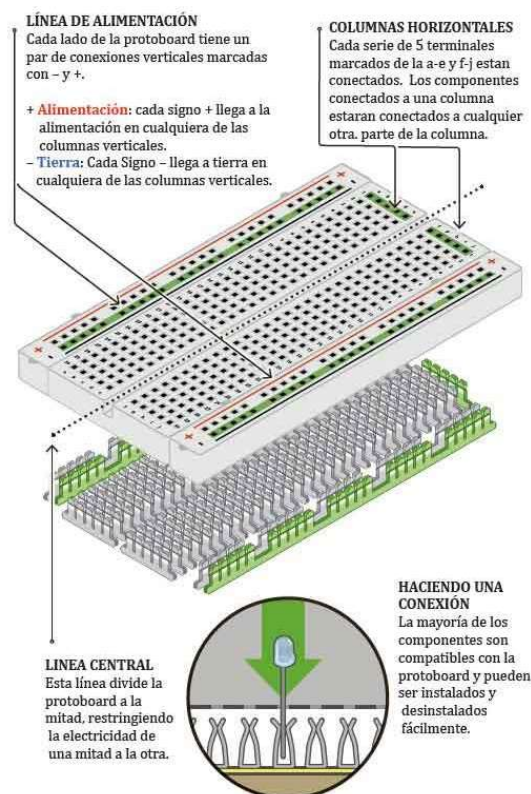 LÍNEA DE ALIMENTACIÓN
Cada lado de la protoboard tiene un
par de conexiones verticales marcadas
con – y +.
+ Alimentación: cada signo + llega a la
alimentación en cualquiera de las
columnas verticales.
– Tierra: Cada Signo – llega a tierra en
cualquiera de las columnas verticales.
COLUMNAS HORIZONTALES
Cada serie de 5 terminales
marcados de la a-e y f-j estan
conectados. Los componentes
conectados a una columna
estaran conectados a cualquier
otra. parte de la columna.
LINEA CENTRAL
Esta línea divide la
protoboard a la
mitad, restringiendo
la electricidad de
una mitad a la otra.
HACIENDO UNA
CONEXIÓN
La mayoría de los
componentes son
compatibles con la
protoboard y pueden
ser instalados y
desinstalados
fácilmente.